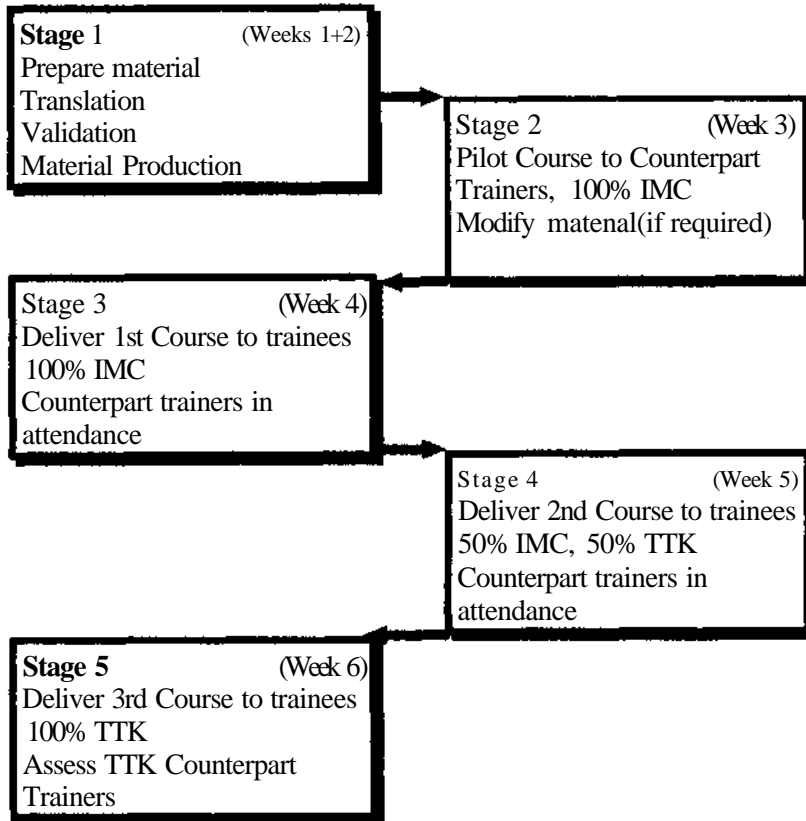 Stage 1 (Weeks 1+2)
Prepare material
Translation
Validation
Material Production
Stage 2 (Week 3)
Pilot Course to Counterpart
Trainers, 100% IMC
Modify matenal(if required)
Stage 3 (Week 4)
Deliver 1st Course to trainees
100% IMC
Counterpart trainers in
attendance
Stage 4 (Week 5)
Deliver 2nd Course to trainees
50% IMC, 50% TTK
Counterpart trainers in
attendance
Stage 5 (Week 6)
Deliver 3rd Course to trainees
100% TTK
Assess TTK Counterpart
Trainers